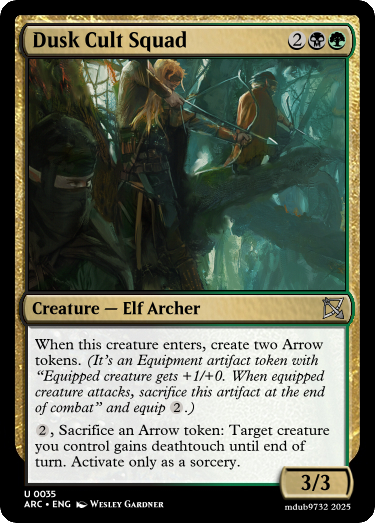 Dusk Cult Squad 2
Creature — Elf Archer
When this creature enters, create two Arrow
tokens. (It's an Equipment artifact token with
"Equipped creature gets +1/+0. When equipped
creature attacks, sacrifice this artifact at the end
of combat" and equip 2.)
2, Sacrifice an Arrow token: Target creature
you control gains deathtouch until end of
turn. Activate only as a sorcery.
3/3
U 0035
ARC • ENG Wesley Gardner
mdub9732 2025